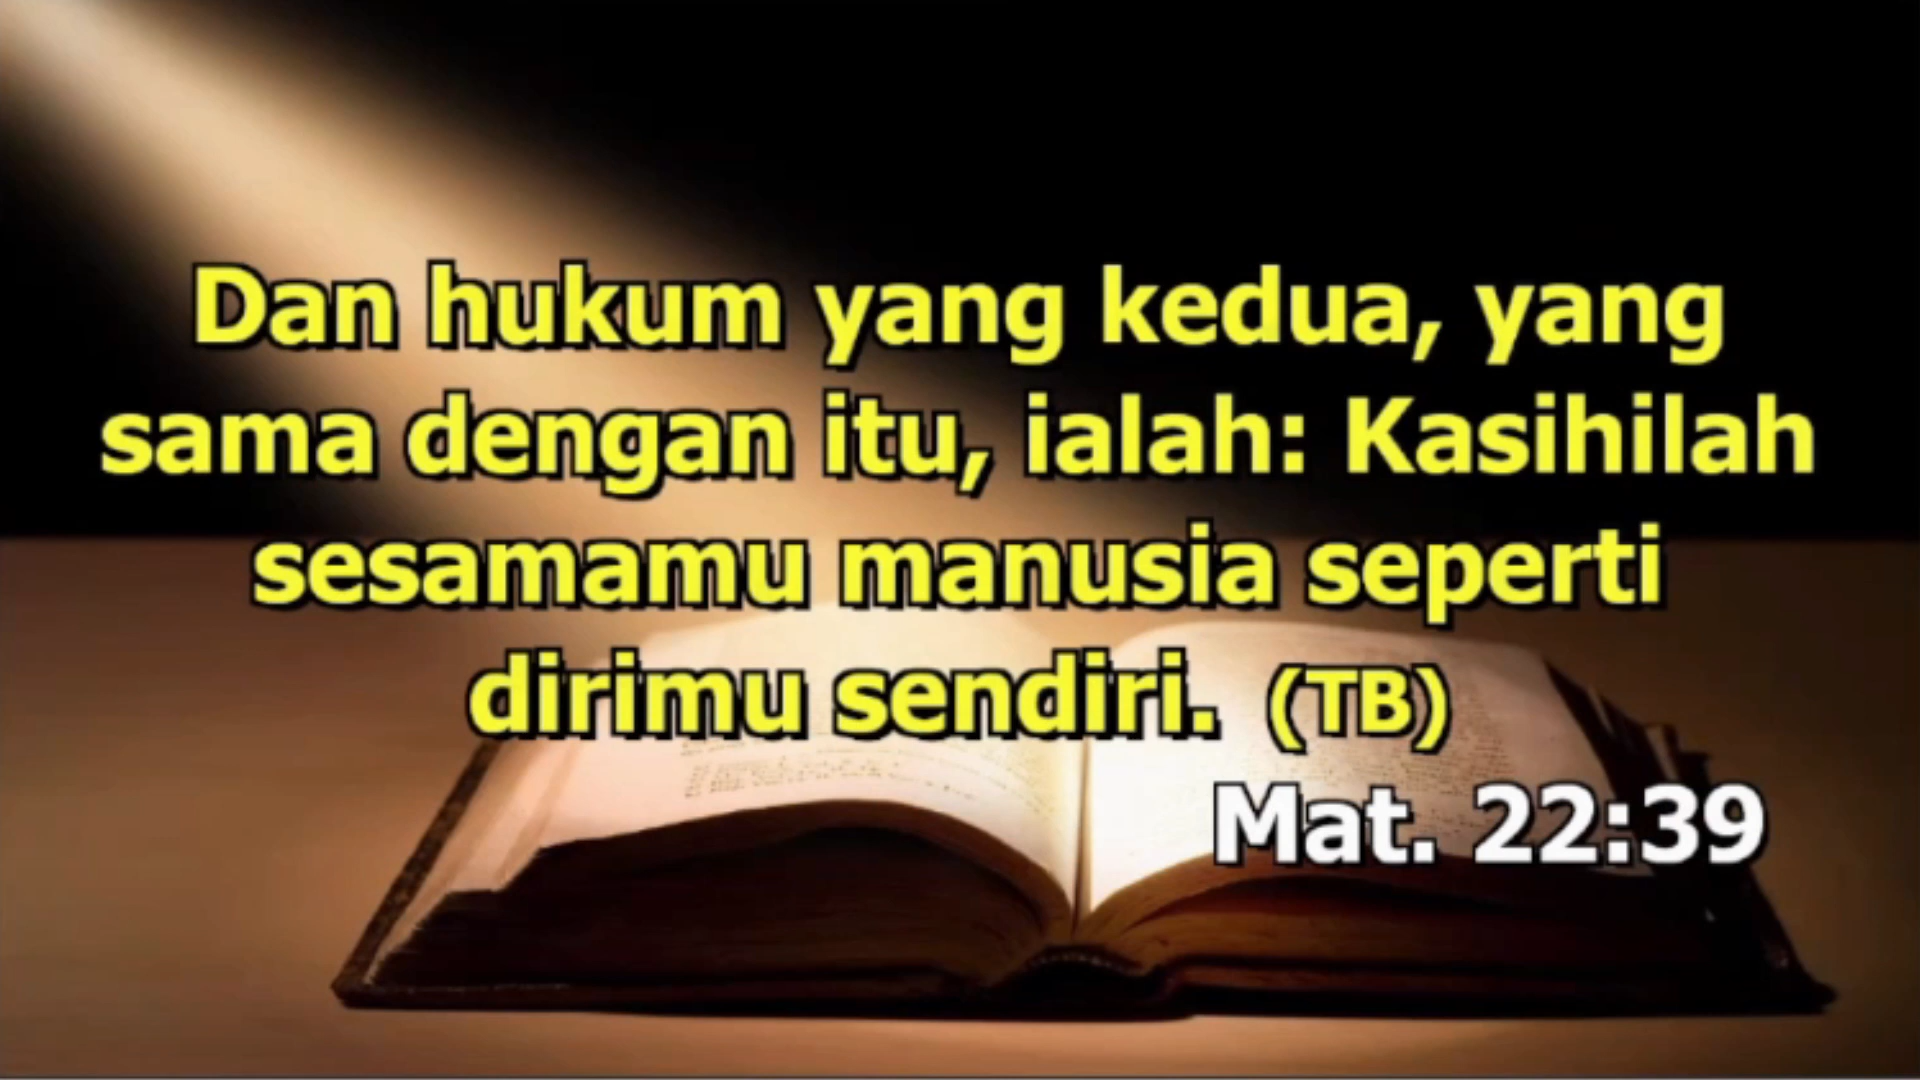 Dan hukum yang kedua, yang
sama dengan itu, ialah: Kasihilah
sesamamu manusia seperti
dirimu sendiri. (TB)
Mat. 22:39